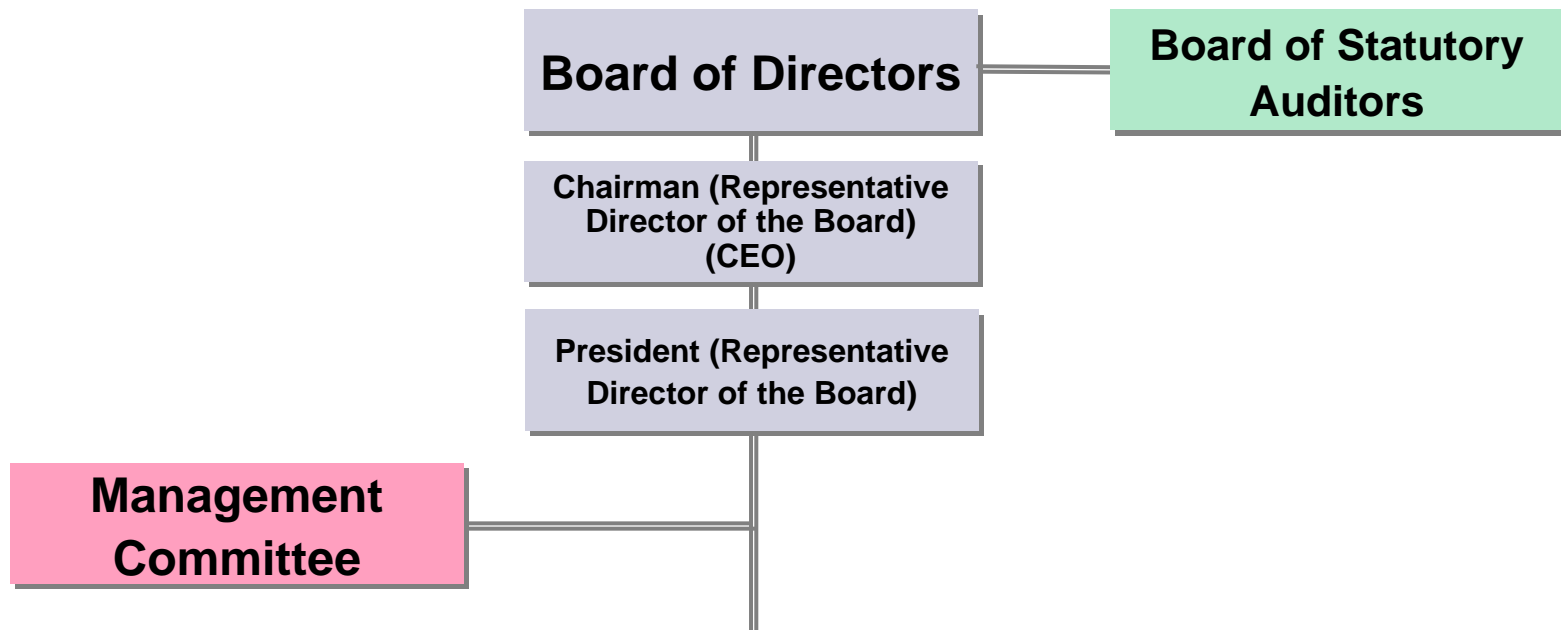 Board of Directors
Board of Statutory
Auditors
Chairman (Representative
Director of the Board)
(CEO)
President (Representative
Director of the Board)
Management
Committee